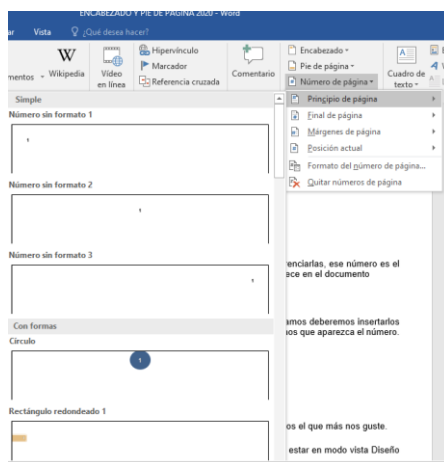 ENCABEZADO Y PIE DE PÁGINA 2020 - Word
ar Vista ¿Qué desea hacer?
W
mentos Wikipedia
Vídeo
en línea
Hipervínculo
Marcador
Referencia cruzada
Comentario
Encabezado
Pie de página
Número de página
A
Cuadro de
texto
Simple
Número sin formato 1
1
Número sin formato 2
1
Número sin formato 3
1
Con formas
Círculo
1
Rectángulo redondeado 1
Principio de página
Final de página
Márgenes de página
Posición actual
Formato del número de página...
Quitar números de página
renciarlas, ese número es el
ece en el documento
amos deberemos insertarlos
nos que aparezca el número.
os el que más nos guste.
estar en modo vista Diseño